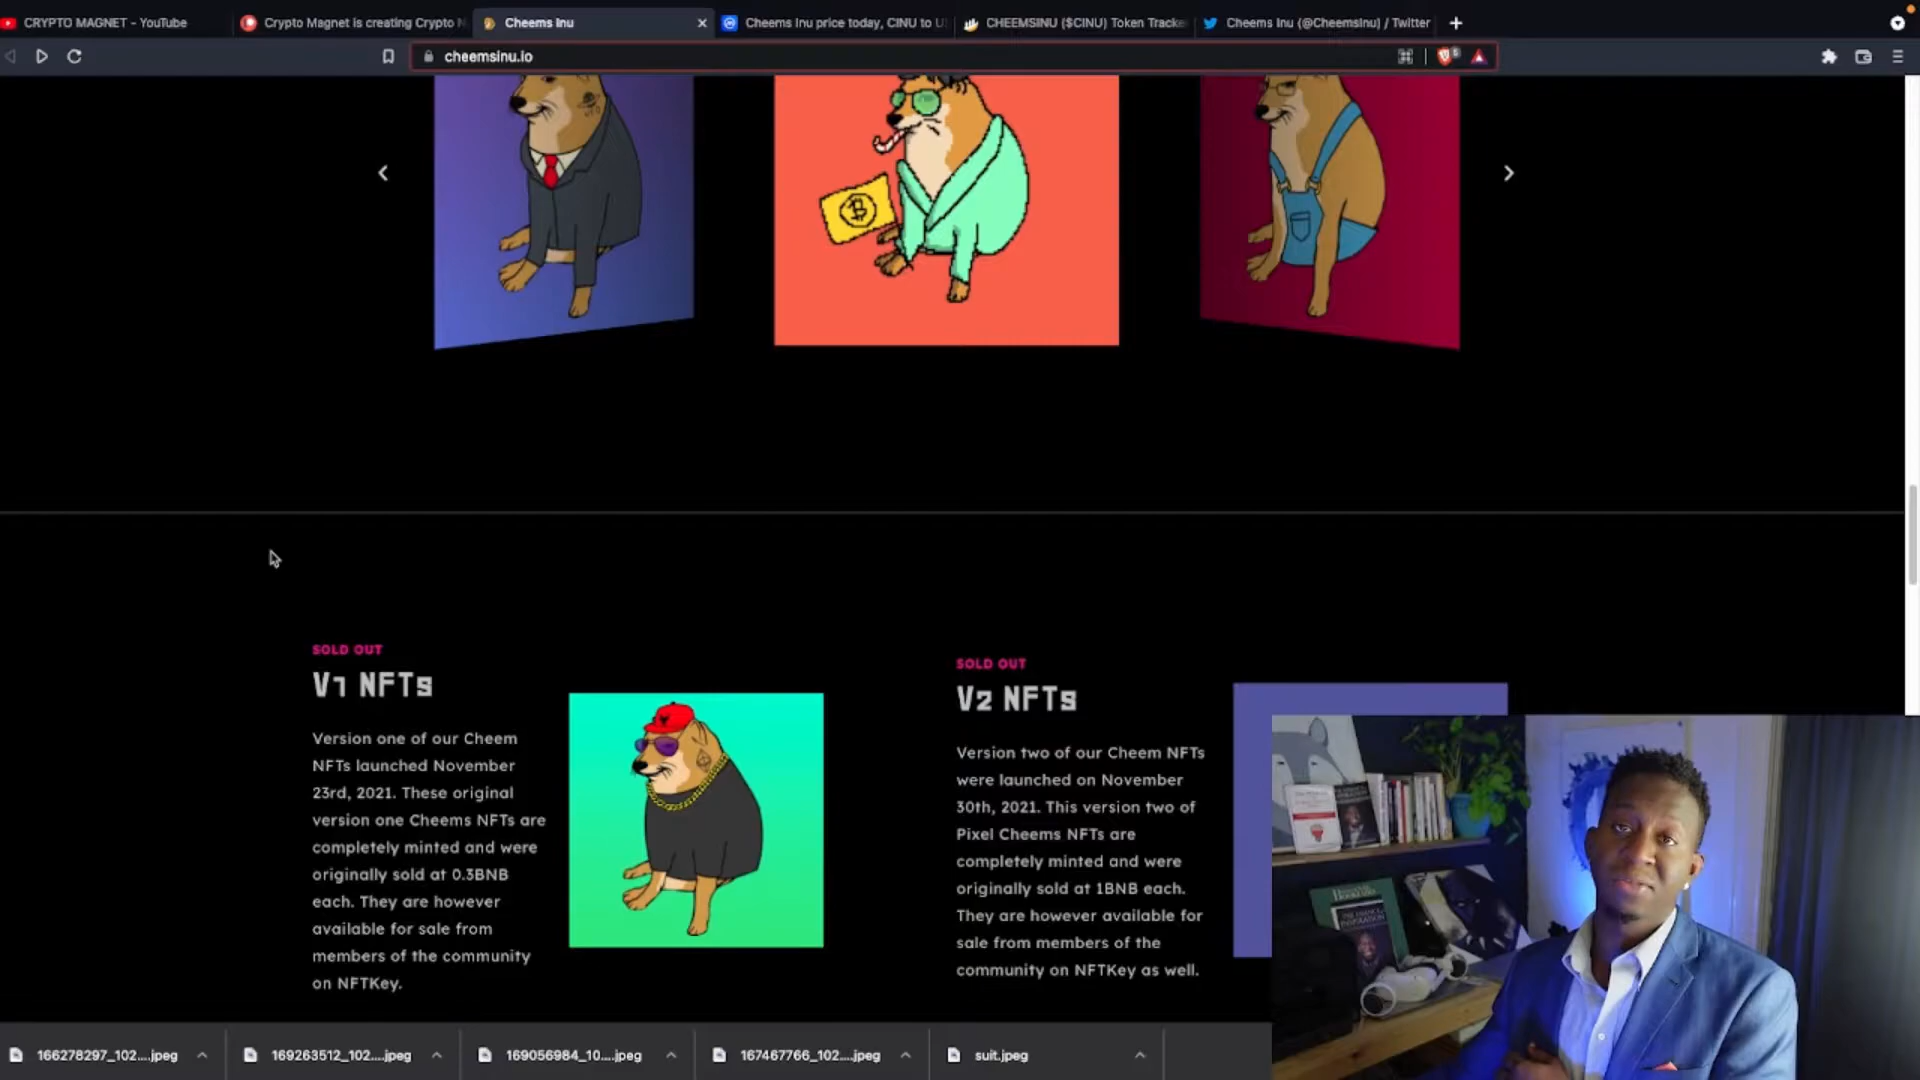 CRYPTO MAGNET - YouTube
Crypto Magnet is creating Crypto N
Cheems Inu
Cheems Inu price today, CINU to U
CHEEMSINU ($CINU) Token Tracke
Cheems Inu (@CheemsInu) / Twitter
cheemsinu.io
SOLD OUT
V1 NFTs
Version one of our Cheem
NFTs launched November
23rd, 2021. These original
version one Cheems NFTs are
completely minted and were
originally sold at 0.3BNB
each. They are however
available for sale from
members of the community
on NFTKey.
SOLD OUT
V2 NFTs
Version two of our Cheem NFTs
were launched on November
30th, 2021. This version two of
Pixel Cheems NFTs are
completely minted and were
originally sold at 1BNB each.
They are however available for
sale from members of the
community on NFTKey as well.
166278297_102....jpeg
169263512_102....jpeg
169056984_10....jpeg
167467766_102....jpeg
suit.jpeg